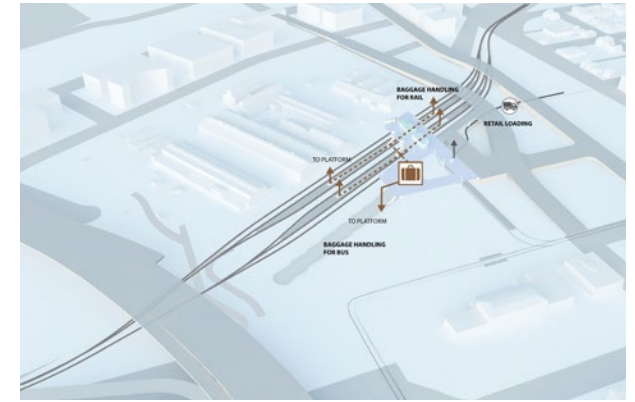 BAGGAGE HANDLING
FOR RAIL
RETAIL LOADING
TO PLATFORM
TO PLATFORM
BAGGAGE HANDLING
FOR BUS